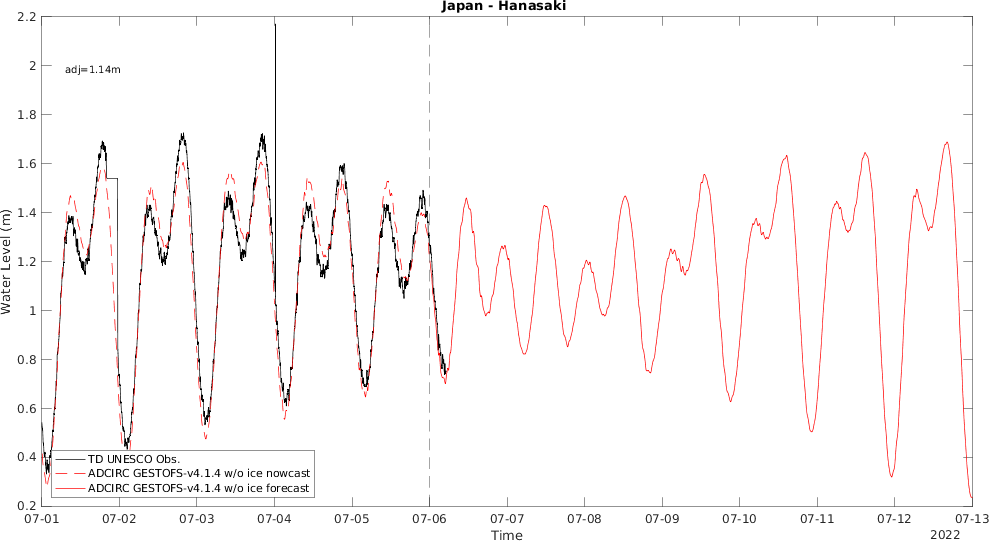 Japan - Hanasaki
2.2
2
1.8
1.6
1.4
1.2
1
0.8
0.6
0.4
0.2
Water Level (m)
adj=1.14m
TD UNESCO Obs.
ADCIRC GESTOFS-v4.1.4 w/o ice nowcast
ADCIRC GESTOFS-v4.1.4 w/o ice forecast
07-01 07-02 07-03 07-04 07-05 07-06 07-07 07-08 07-09 07-10 07-11 07-12 07-13
Time
2022